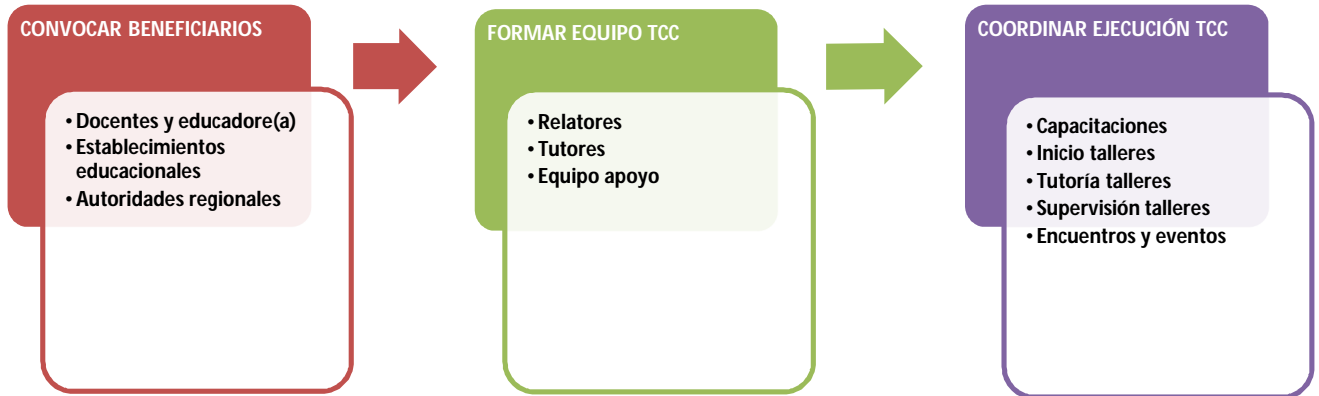 CONVOCAR BENEFICIARIOS
• Docentes y educadore(a)
• Establecimientos
educacionales
• Autoridades regionales
FORMAR EQUIPO TCC
• Relatores
• Tutores
• Equipo apoyo
COORDINAR EJECUCIÓN TCC
• Capacitaciones
• Inicio talleres
• Tutoría talleres
• Supervisión talleres
• Encuentros y eventos